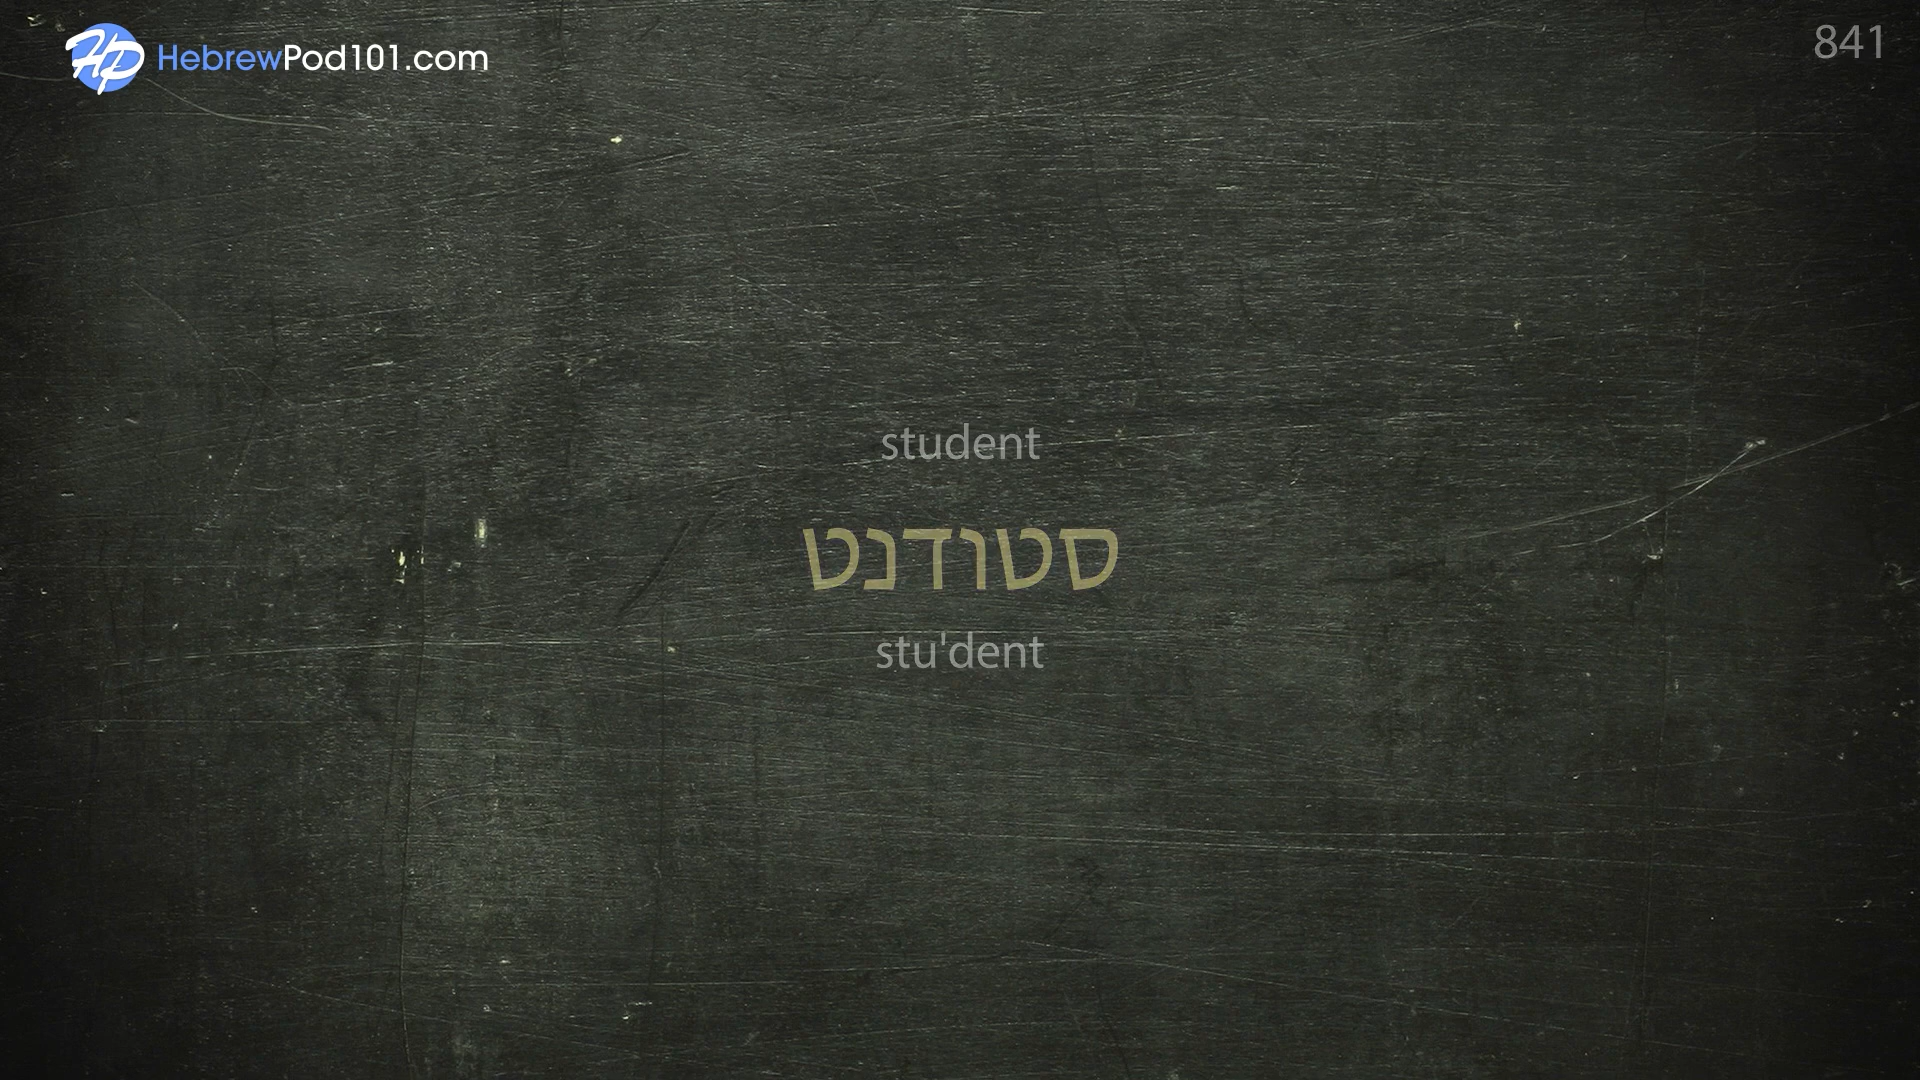 HebrewPod101.com
841
student
סטודנט
stu'dent